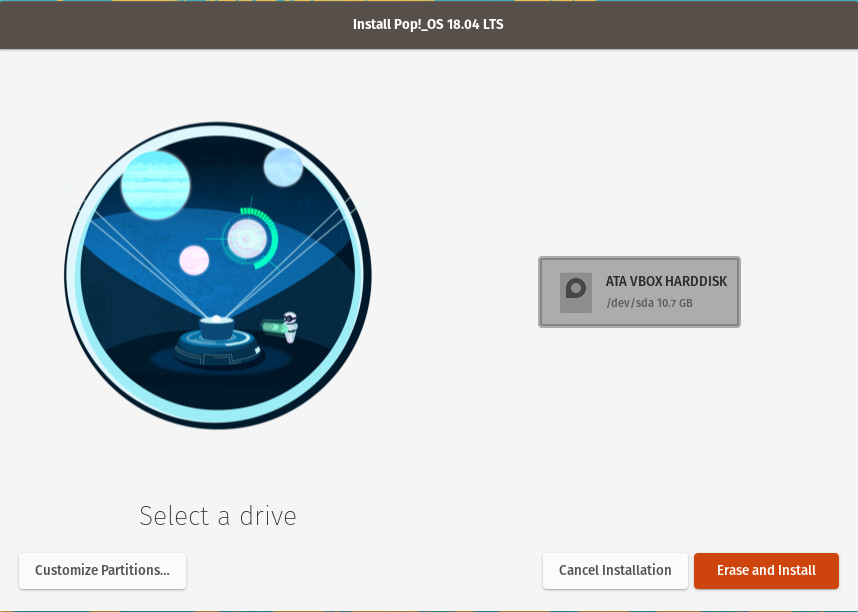 Install Pop!_OS 18.04 LTS
ATA VBOX HARDDISK
/dev/sda 10.7 GB
Select a drive
Customize Partitions...
Cancel Installation
Erase and Install